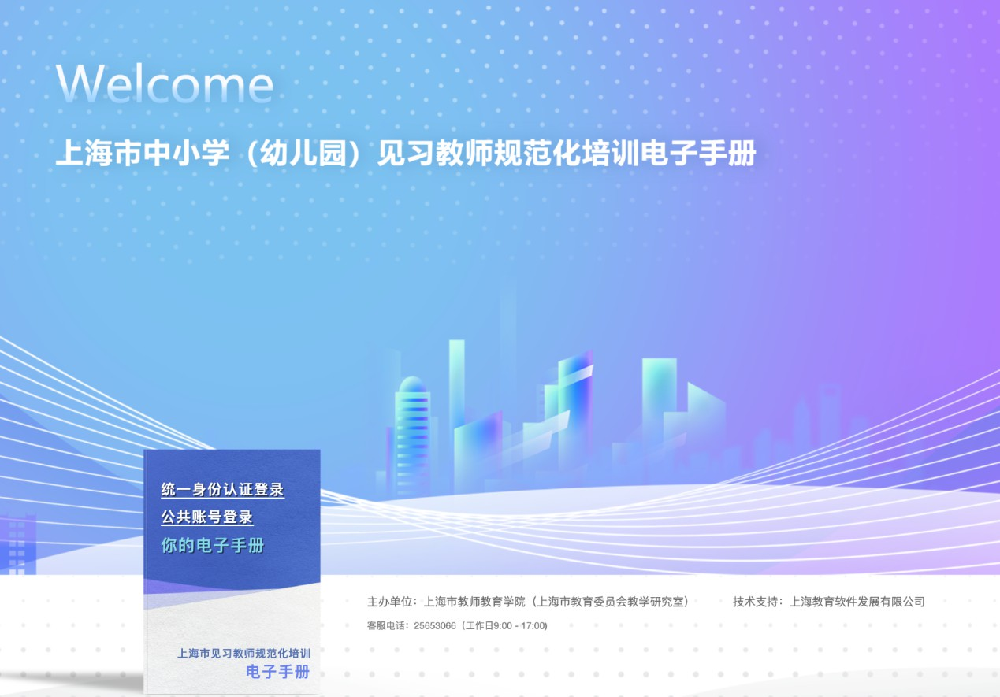 Welcome
上海市中小学（幼儿园）见习教师规范化培训电子手册
统一身份认证登录
公共账号登录
你的电子手册
上海市见习教师规范化培训
电子手册
主办单位：上海市教师教育学院（上海市教育委员会教学研究室） 技术支持：上海教育软件发展有限公司
客服电话：25653066（工作日9:00 - 17:00)